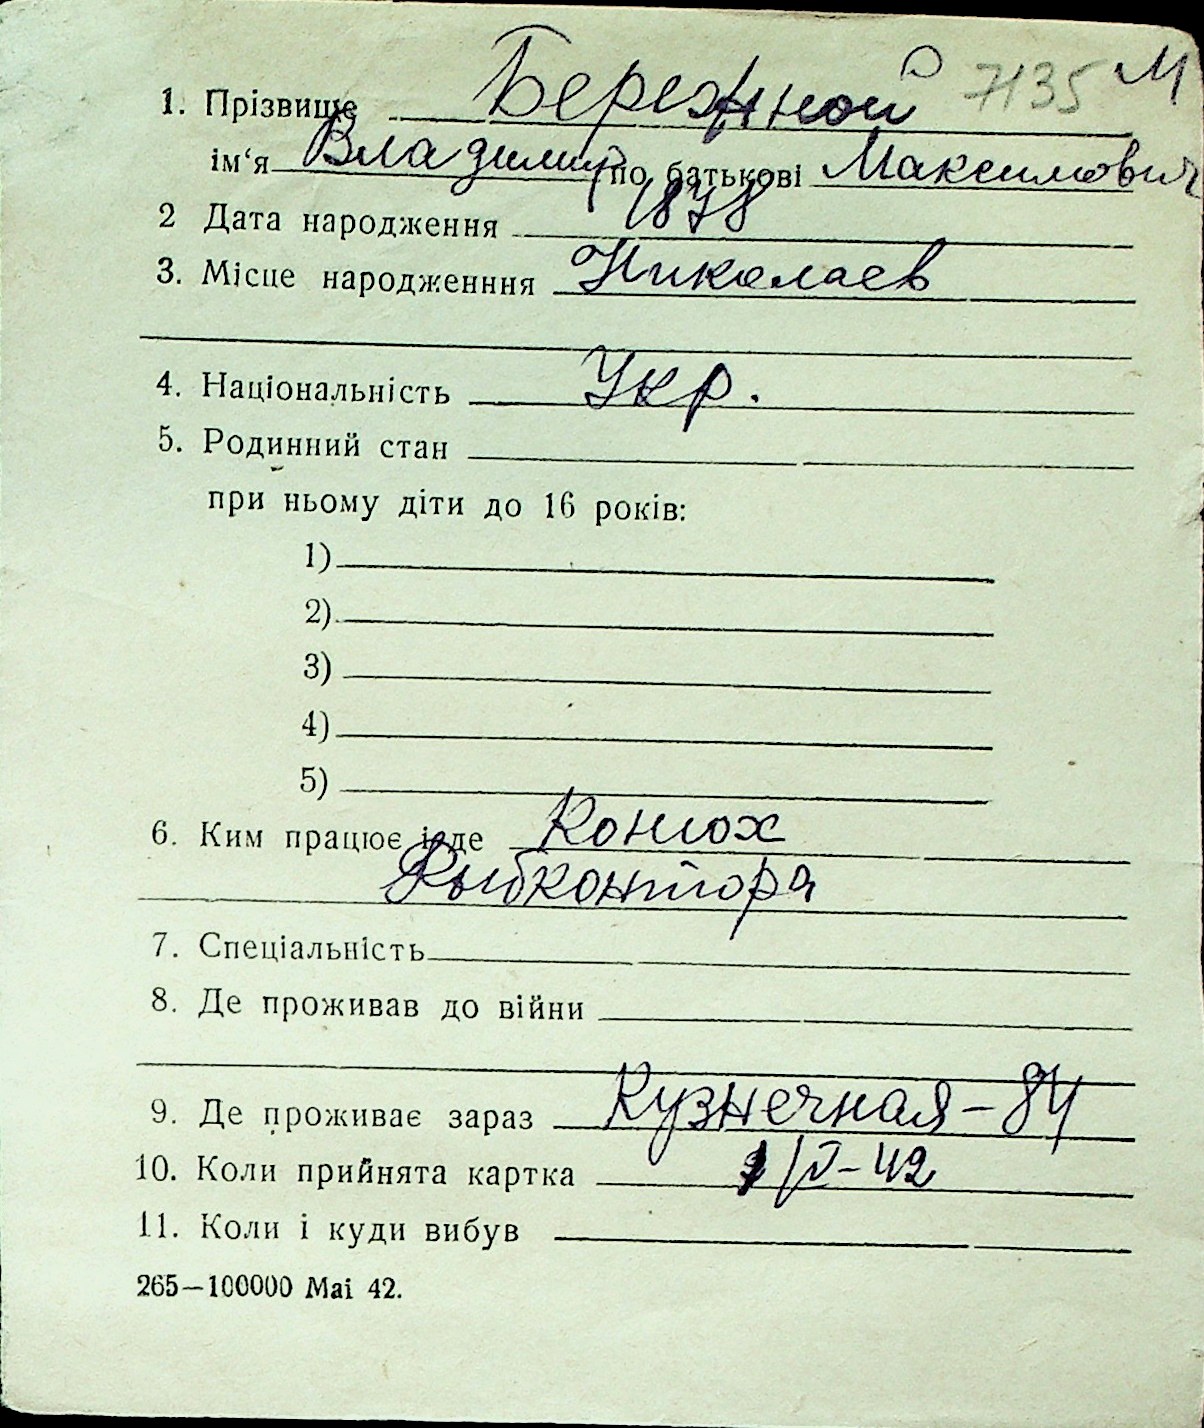 7135 М
1. Прізвище Бережной
ім‘я Владимир по батькові Максимович
2 Дата народження 1878
3. Місце народженння Николаев
4. Національність Укр.
5. Родинний стан
при ньому діти до 16 років:
1)
2)
3)
4)
5)
6. Ким працює і де Конюх
Рыбконтора
7. Спеціальність
8. Де проживав до війни
9. Де проживає зараз Кузнечная – 84
10. Коли прийнята картка 1/V–42
11. Коли і куди вибув
265—100000 Mai 42.